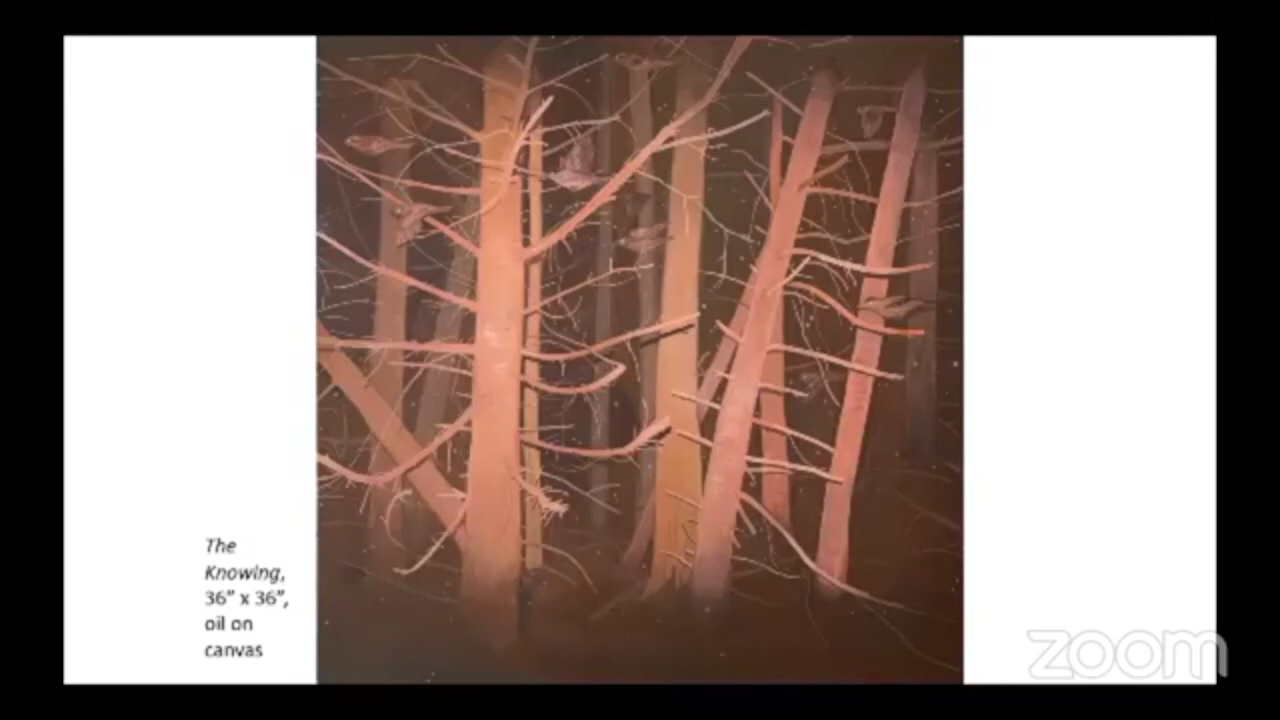 The
Knowing,
36” x 36”,
oil on
canvas
zoom